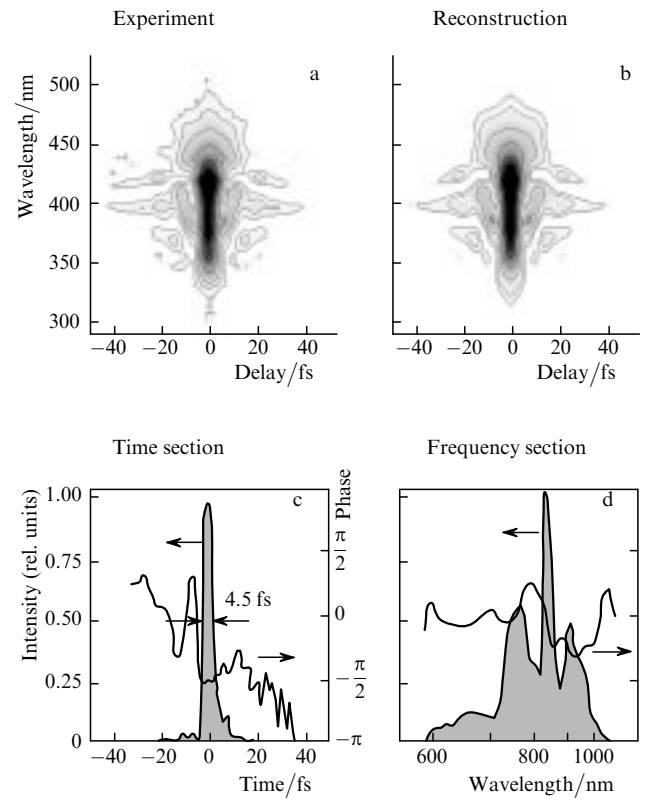 Experiment
Reconstruction
a
b
Wavelength/nm
500
450
400
350
300
−40 −20 0 20 40
Delay/fs
−40 −20 0 20 40
Delay/fs
Time section
Frequency section
c
d
Intensity (rel. units)
1.00
0.75
0.50
0.25
0
Phase
π/2
0
−π/2
−π
4.5 fs
−40 −20 0 20 40
Time/fs
600 800 1000
Wavelength/nm